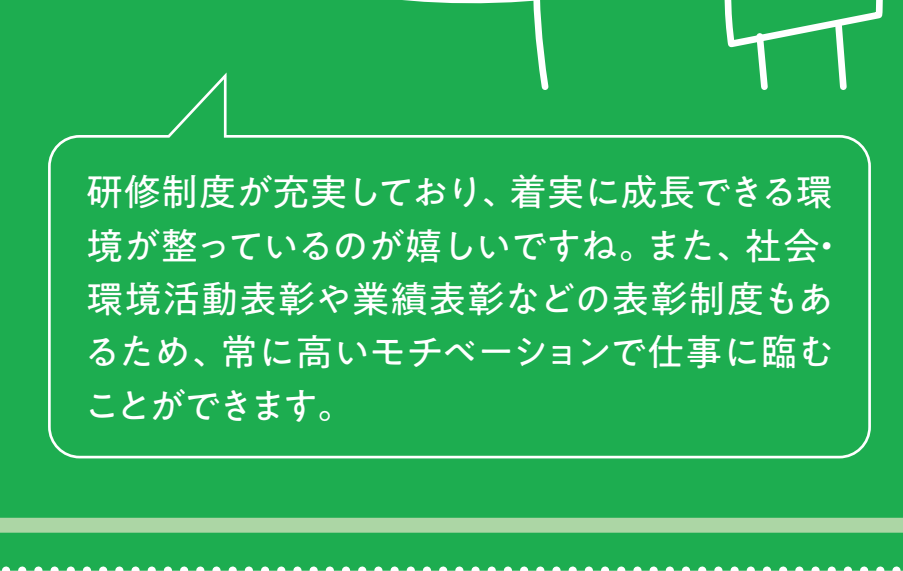 研修制度が充実しており、着実に成長できる環
境が整っているのが嬉しいですね。また、社会・
環境活動表彰や業績表彰などの表彰制度もあ
るため、常に高いモチベーションで仕事に臨む
ことができます。